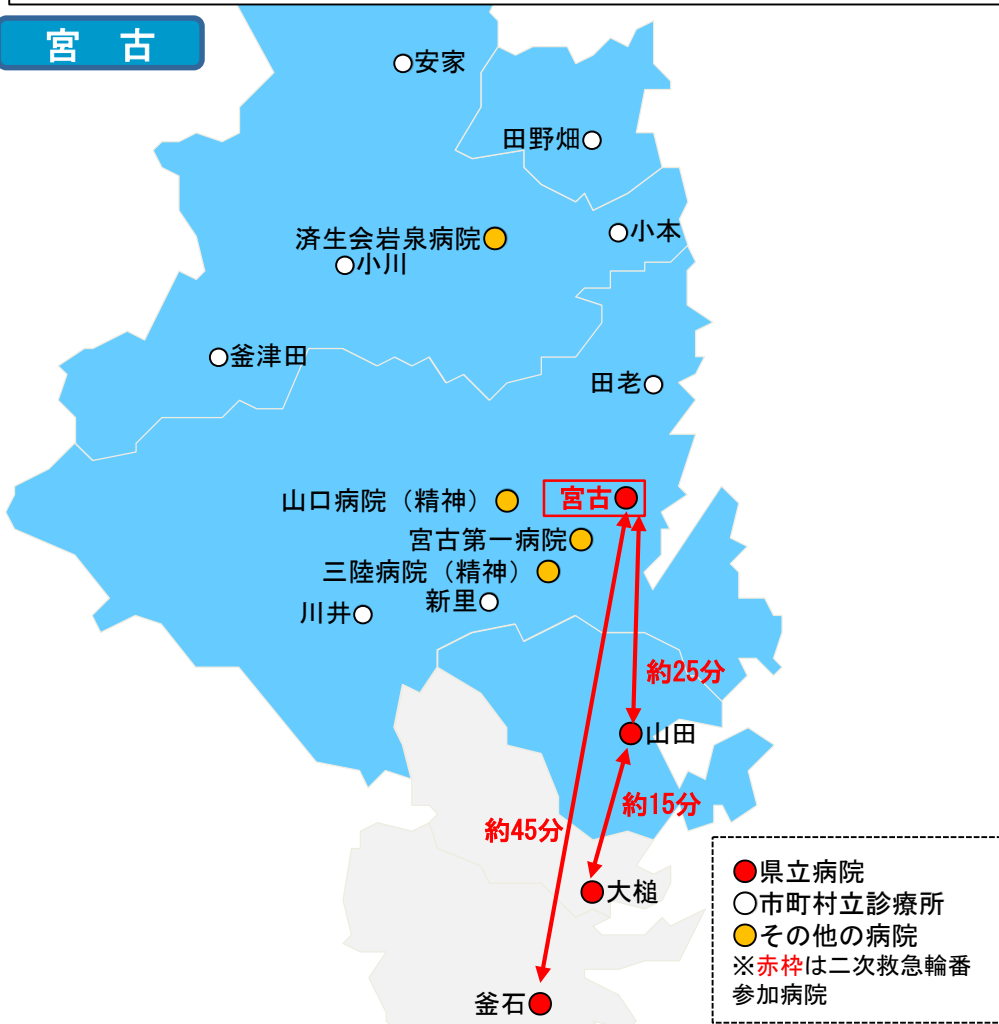 宮　古
安家
田野畑
小本
済生会岩泉病院
小川
釜津田
田老
山口病院（精神）
宮古
宮古第一病院
三陸病院（精神）
新里
川井
約25分
山田
約15分
約45分
大槌
釜石
県立病院
市町村立診療所
その他の病院
※赤枠は二次救急輪番
参加病院